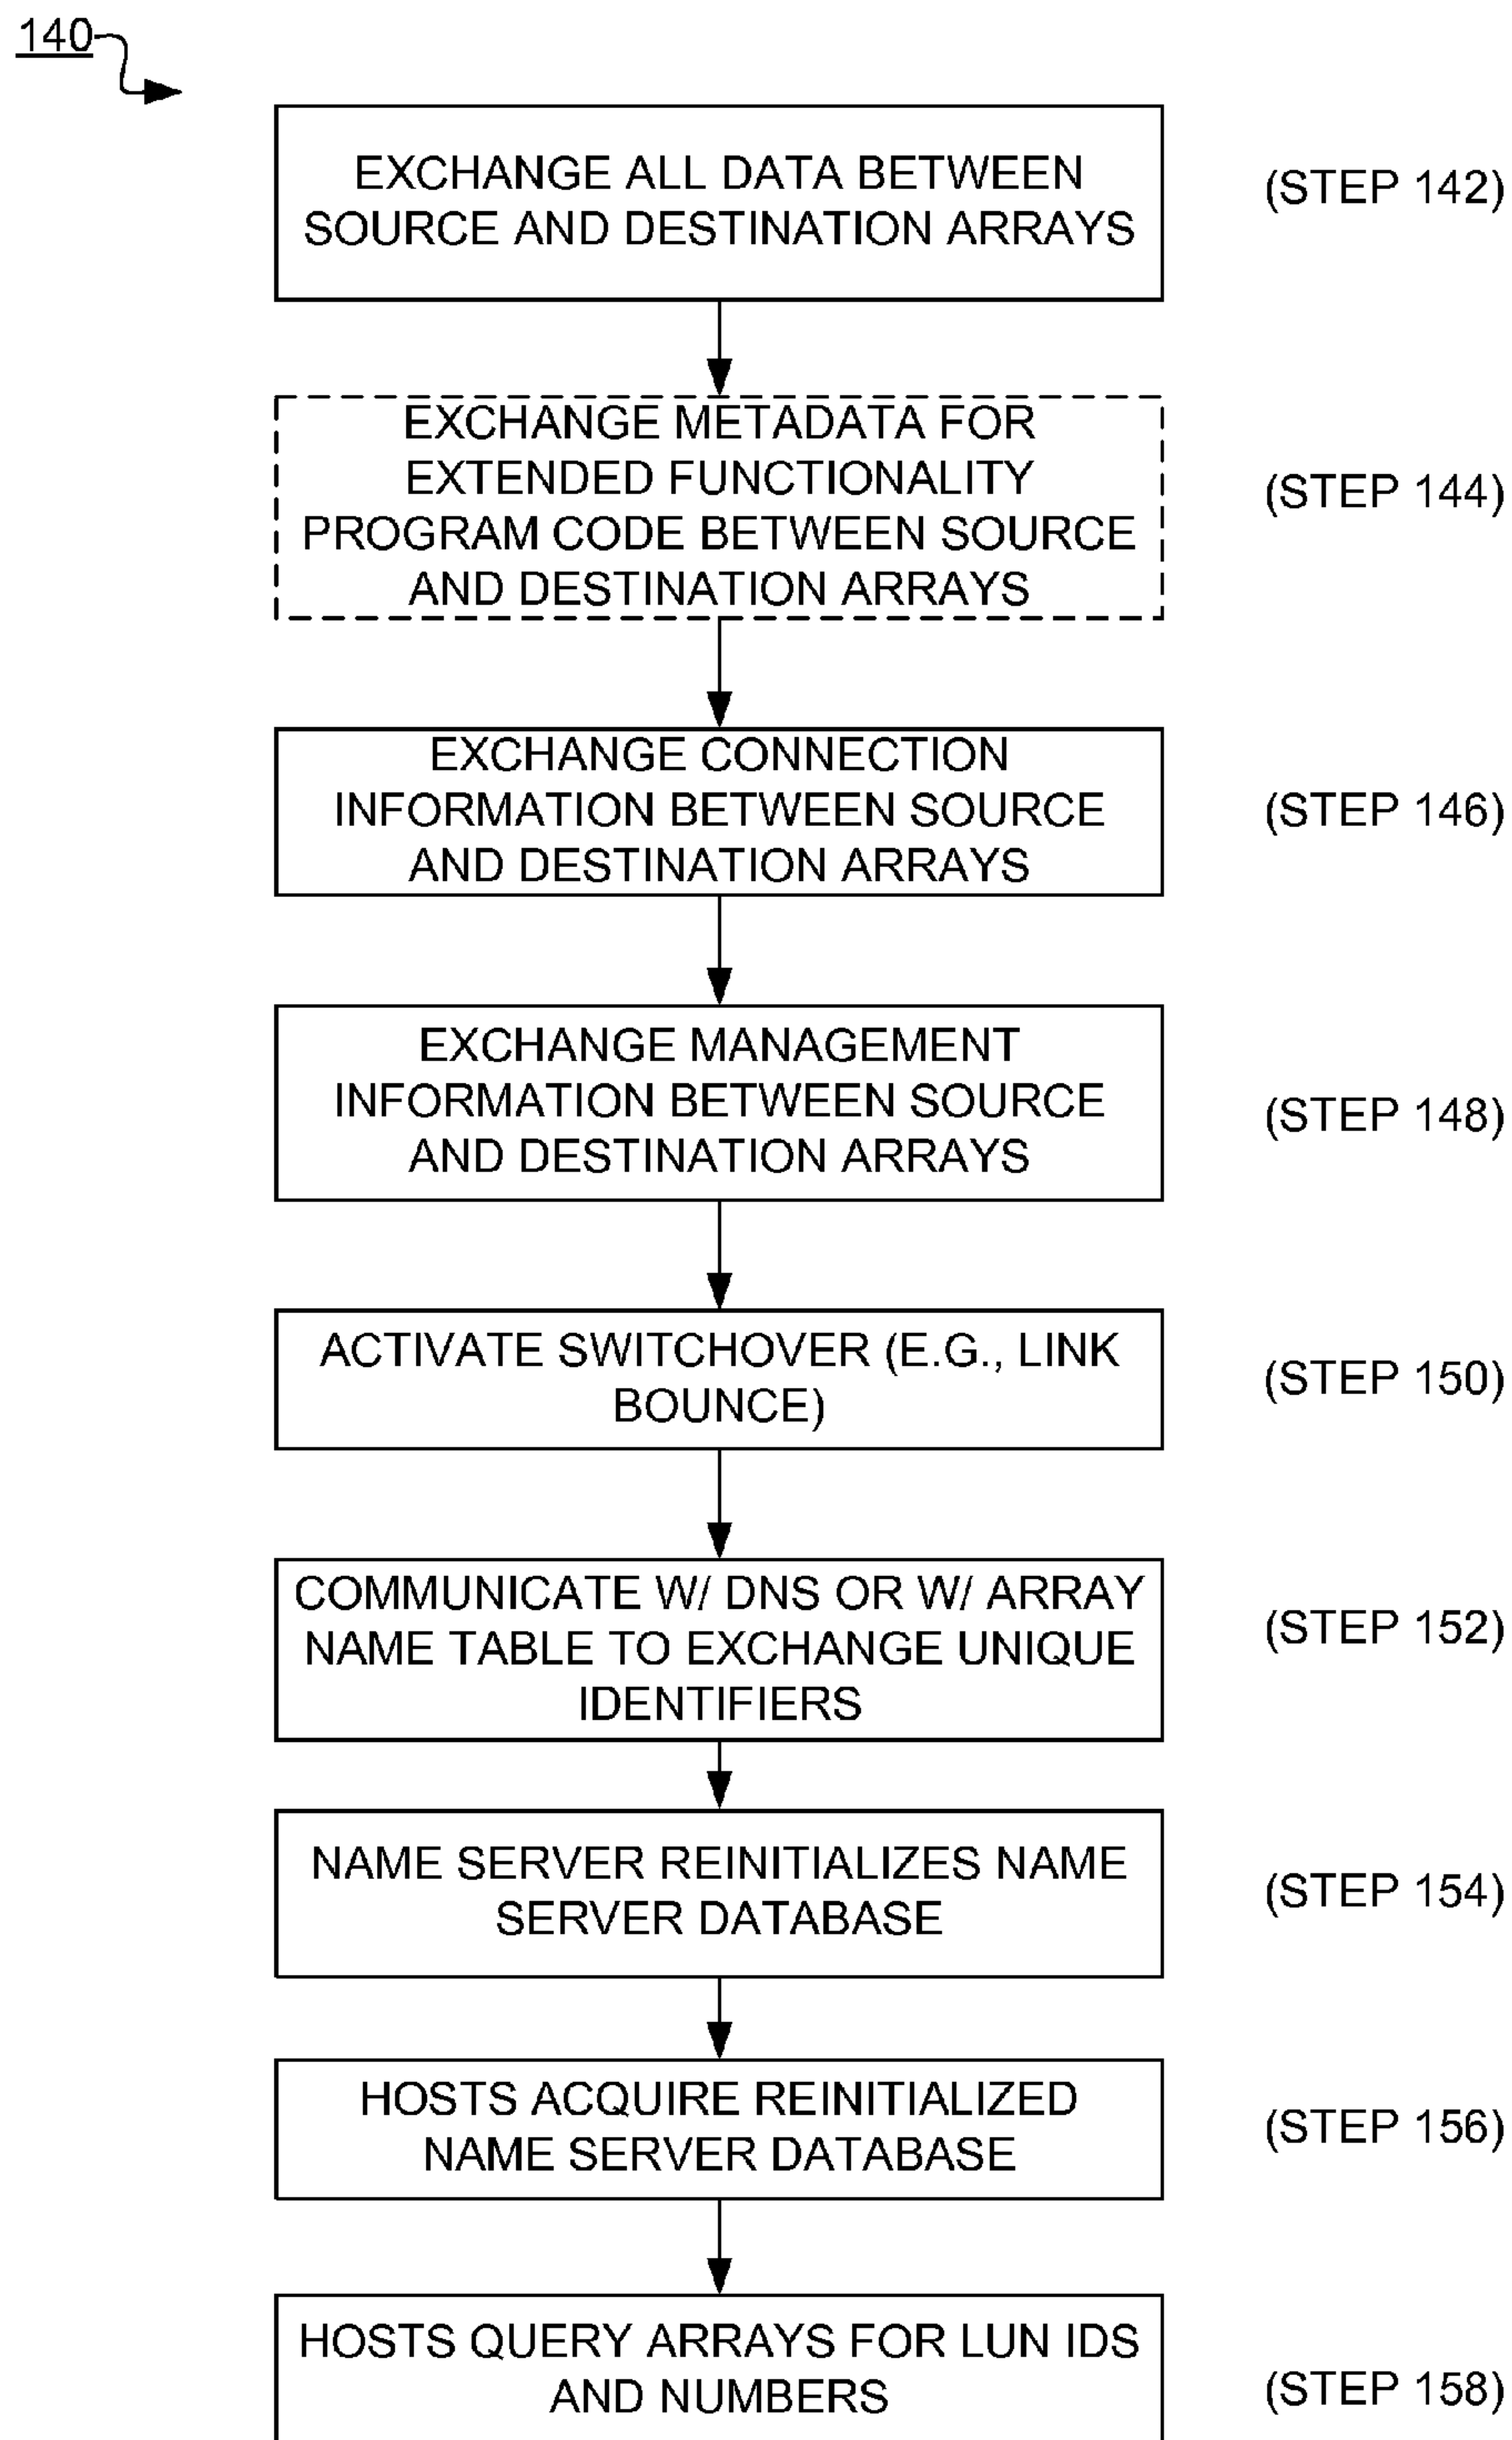 140
EXCHANGE ALL DATA BETWEEN
SOURCE AND DESTINATION ARRAYS
(STEP 142)
EXCHANGE METADATA FOR
EXTENDED FUNCTIONALITY
PROGRAM CODE BETWEEN SOURCE
AND DESTINATION ARRAYS
(STEP 144)
EXCHANGE CONNECTION
INFORMATION BETWEEN SOURCE
AND DESTINATION ARRAYS
(STEP 146)
EXCHANGE MANAGEMENT
INFORMATION BETWEEN SOURCE
AND DESTINATION ARRAYS
(STEP 148)
ACTIVATE SWITCHOVER (E.G., LINK
BOUNCE)
(STEP 150)
COMMUNICATE W/ DNS OR W/ ARRAY
NAME TABLE TO EXCHANGE UNIQUE
IDENTIFIERS
(STEP 152)
NAME SERVER REINITIALIZES NAME
SERVER DATABASE
(STEP 154)
HOSTS ACQUIRE REINITIALIZED
NAME SERVER DATABASE
(STEP 156)
HOSTS QUERY ARRAYS FOR LUN IDS
AND NUMBERS
(STEP 158)